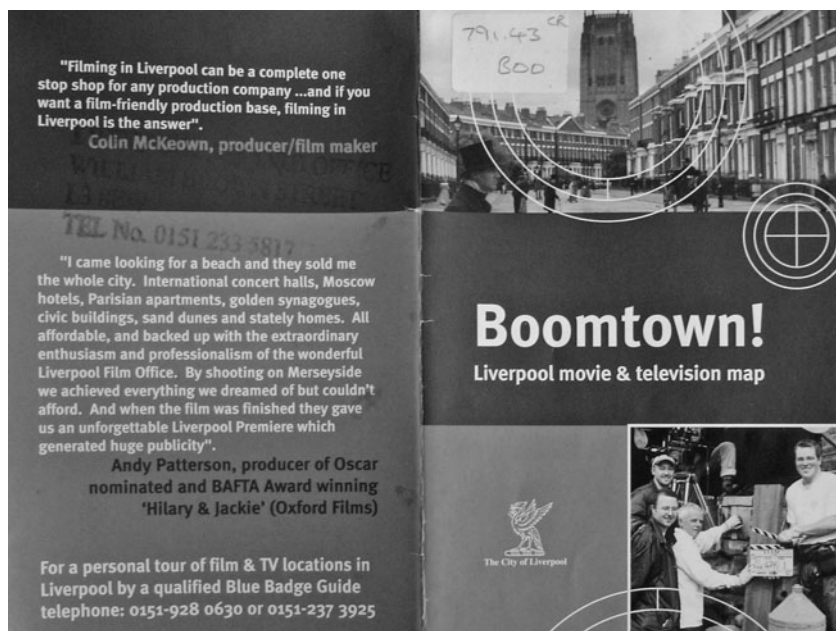 "Filming in Liverpool can be a complete one
stop shop for any production company ...and if you
want a film-friendly production base, filming in
Liverpool is the answer".
Colin McKeown, producer/film maker
OFFICE
WILLIAM STREET
TEL No. 0151 233 5817
"I came looking for a beach and they sold me
the whole city. International concert halls, Moscow
hotels, Parisian apartments, golden synagogues,
civic buildings, sand dunes and stately homes. All
affordable, and backed up with the extraordinary
enthusiasm and professionalism of the wonderful
Liverpool Film Office. By shooting on Merseyside
we achieved everything we dreamed of but couldn't
afford. And when the film was finished they gave
us an unforgettable Liverpool Premiere which
generated huge publicity".
Andy Patterson, producer of Oscar
nominated and BAFTA Award winning
'Hilary & Jackie' (Oxford Films)
For a personal tour of film & TV locations in
Liverpool by a qualified Blue Badge Guide
telephone: 0151-928 0630 or 0151-237 3925
791.43 CR
BOO
Boomtown!
Liverpool movie & television map
The City of Liverpool